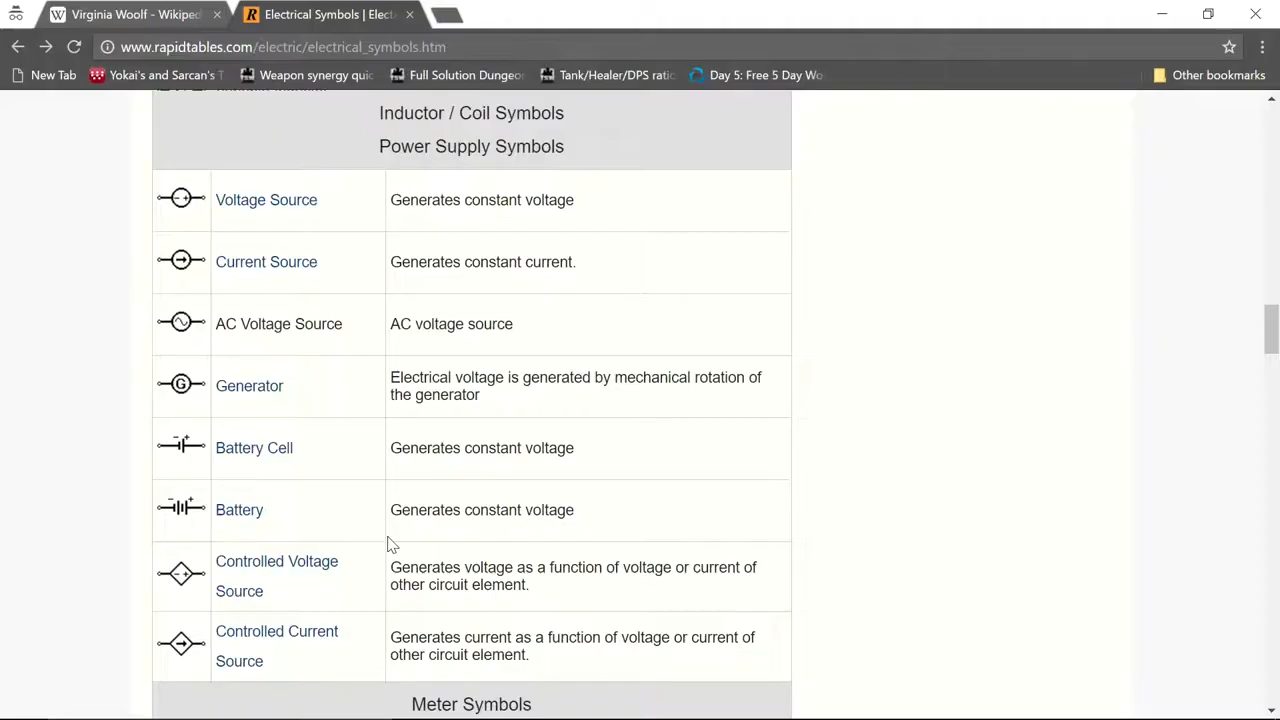 Virginia Woolf - Wikiped
Electrical Symbols | Elect
www.rapidtables.com/electric/electrical_symbols.htm
New Tab
Yokai's and Sarcan's T
Weapon synergy quic
Full Solution Dungeo
Tank/Healer/DPS ratio
Day 5: Free 5 Day Wo
Other bookmarks
Inductor / Coil Symbols
Power Supply Symbols
Voltage Source
Generates constant voltage
Current Source
Generates constant current.
AC Voltage Source
AC voltage source
G
Generator
Electrical voltage is generated by mechanical rotation of
the generator
Battery Cell
Generates constant voltage
Battery
Generates constant voltage
Controlled Voltage
Source
Generates voltage as a function of voltage or current of
other circuit element.
Controlled Current
Source
Generates current as a function of voltage or current of
other circuit element.
Meter Symbols